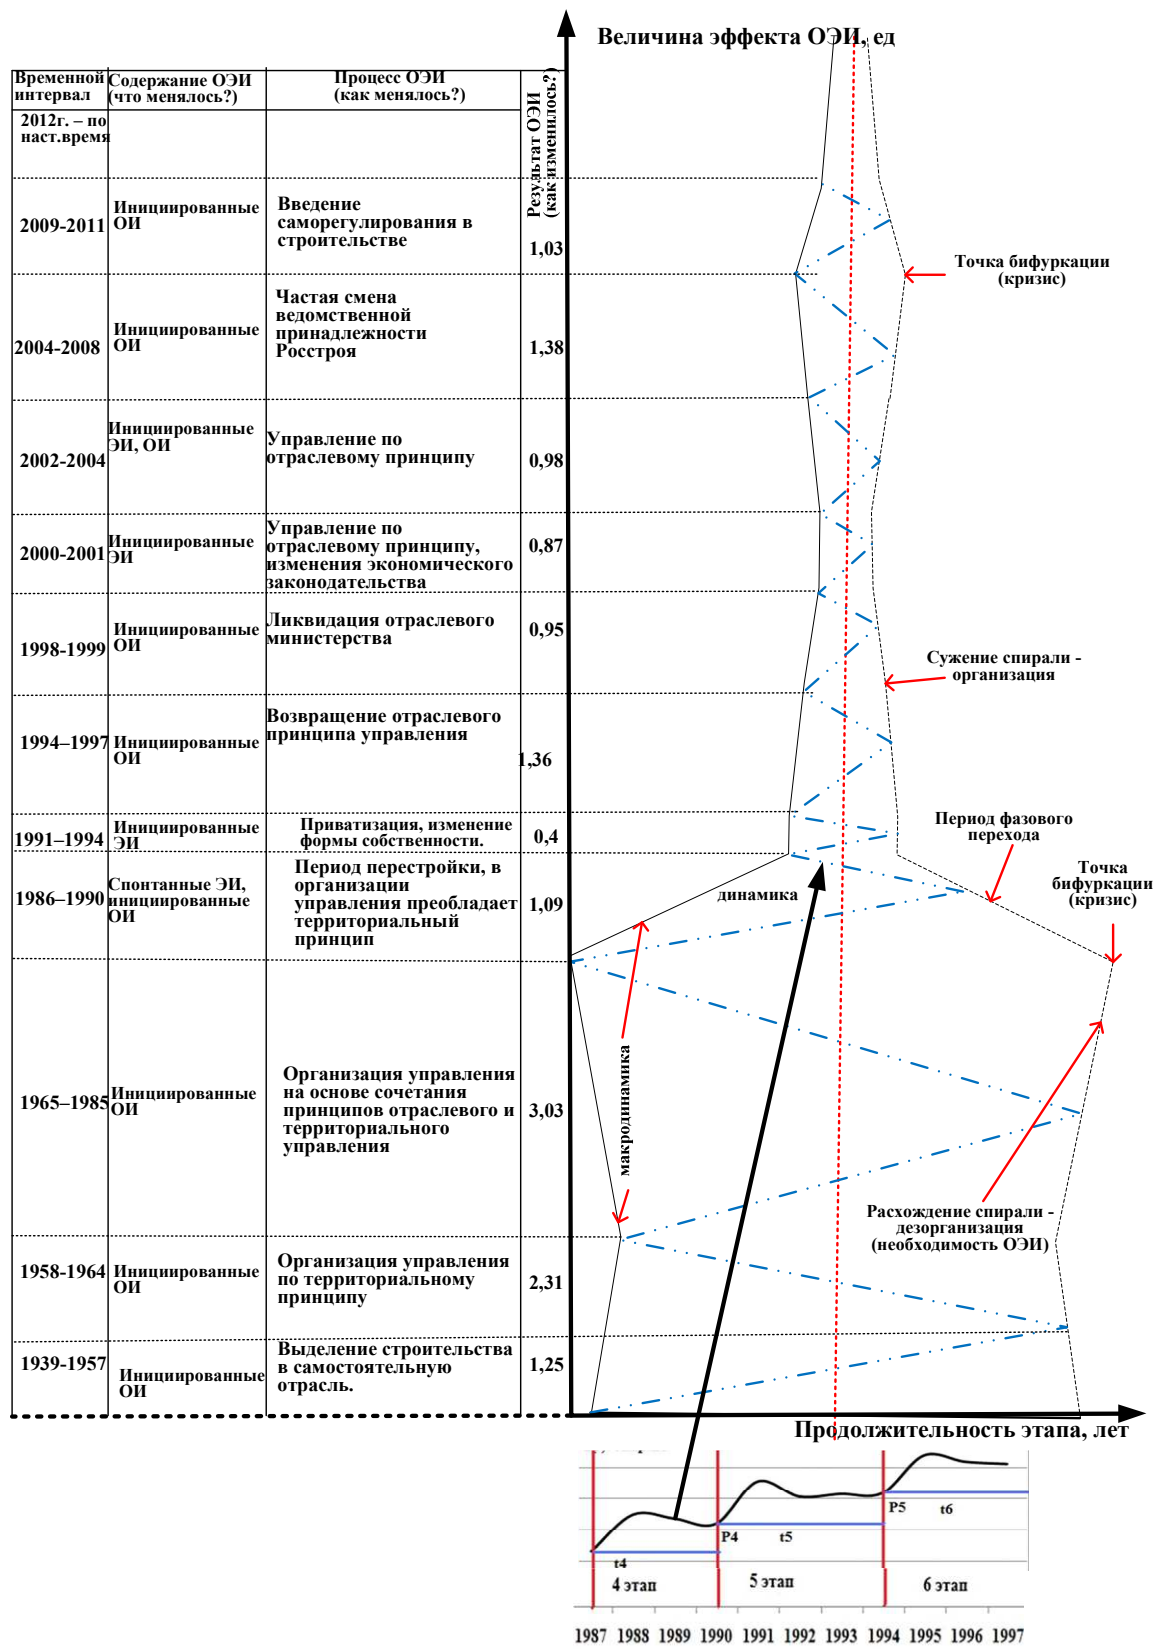 Величина эффекта ОЭИ, ед
Временной
интервал
Содержание ОЭИ
(что менялось?)
Процесс ОЭИ
(как менялось?)
Результат ОЭИ
(как изменилось?)
2012г. – по
наст.время
2009-2011
Инициированные
ОИ
Введение
саморегулирования в
строительстве
1,03
Точка бифуркации
(кризис)
2004-2008
Инициированные
ОИ
Частая смена
ведомственной
принадлежности
Росстроя
1,38
2002-2004
Инициированные
ЭИ, ОИ
Управление по
отраслевому принципу
0,98
2000-2001
Инициированные
ЭИ
Управление по
отраслевому принципу,
изменения экономического
законодательства
0,87
1998-1999
Инициированные
ОИ
Ликвидация отраслевого
министерства
0,95
Сужение спирали -
организация
1994–1997
Инициированные
ОИ
Возвращение отраслевого
принципа управления
1,36
1991–1994
Инициированные
ЭИ
Приватизация, изменение
формы собственности.
0,4
Период фазового
перехода
1986–1990
Спонтанные ЭИ,
инициированные
ОИ
Период перестройки, в
организации
управления преобладает
территориальный
принцип
1,09
динамика
Точка
бифуркации
(кризис)
1965–1985
Инициированные
ОИ
Организация управления
на основе сочетания
принципов отраслевого и
территориального
управления
3,03
макродинамика
Расхождение спирали -
дезорганизация
(необходимость ОЭИ)
1958-1964
Инициированные
ОИ
Организация управления
по территориальному
принципу
2,31
1939-1957
Инициированные
ОИ
Выделение строительства
в самостоятельную
отрасль.
1,25
Продолжительность этапа, лет
P5 t6
P4 t5
t4
4 этап 5 этап 6 этап
1987 1988 1989 1990 1991 1992 1993 1994 1995 1996 1997